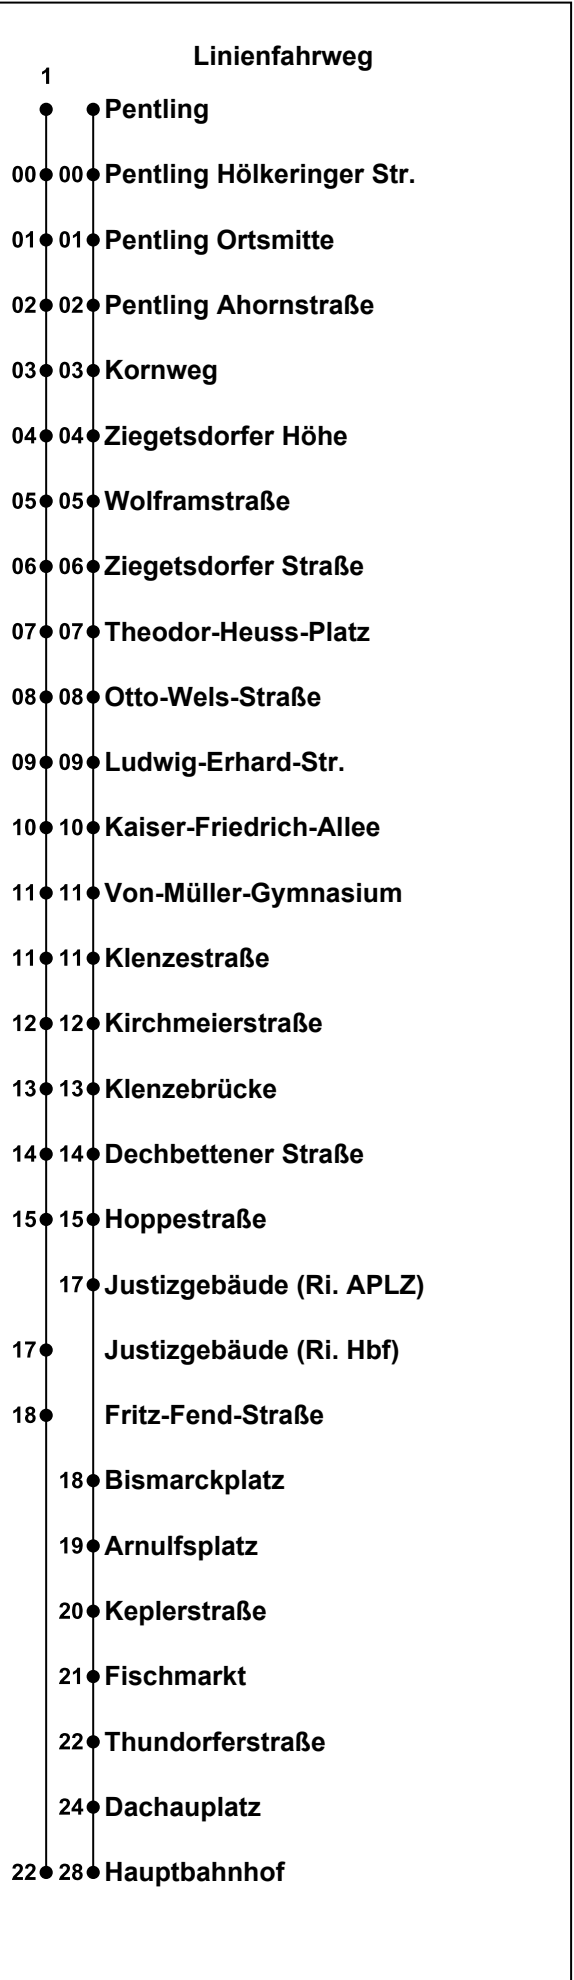 Linienfahrweg
1
Pentling
00 00 Pentling Hölkeringer Str.
01 01 Pentling Ortsmitte
02 02 Pentling Ahornstraße
03 03 Kornweg
04 04 Ziegetsdorfer Höhe
05 05 Wolframstraße
06 06 Ziegetsdorfer Straße
07 07 Theodor-Heuss-Platz
08 08 Otto-Wels-Straße
09 09 Ludwig-Erhard-Str.
10 10 Kaiser-Friedrich-Allee
11 11 Von-Müller-Gymnasium
11 11 Klenzestraße
12 12 Kirchmeierstraße
13 13 Klenzebrücke
14 14 Dechbettener Straße
15 15 Hoppestraße
17 Justizgebäude (Ri. APLZ)
17 Justizgebäude (Ri. Hbf)
18 Fritz-Fend-Straße
18 Bismarckplatz
19 Arnulfsplatz
20 Keplerstraße
21 Fischmarkt
22 Thundorferstraße
24 Dachauplatz
22 28 Hauptbahnhof